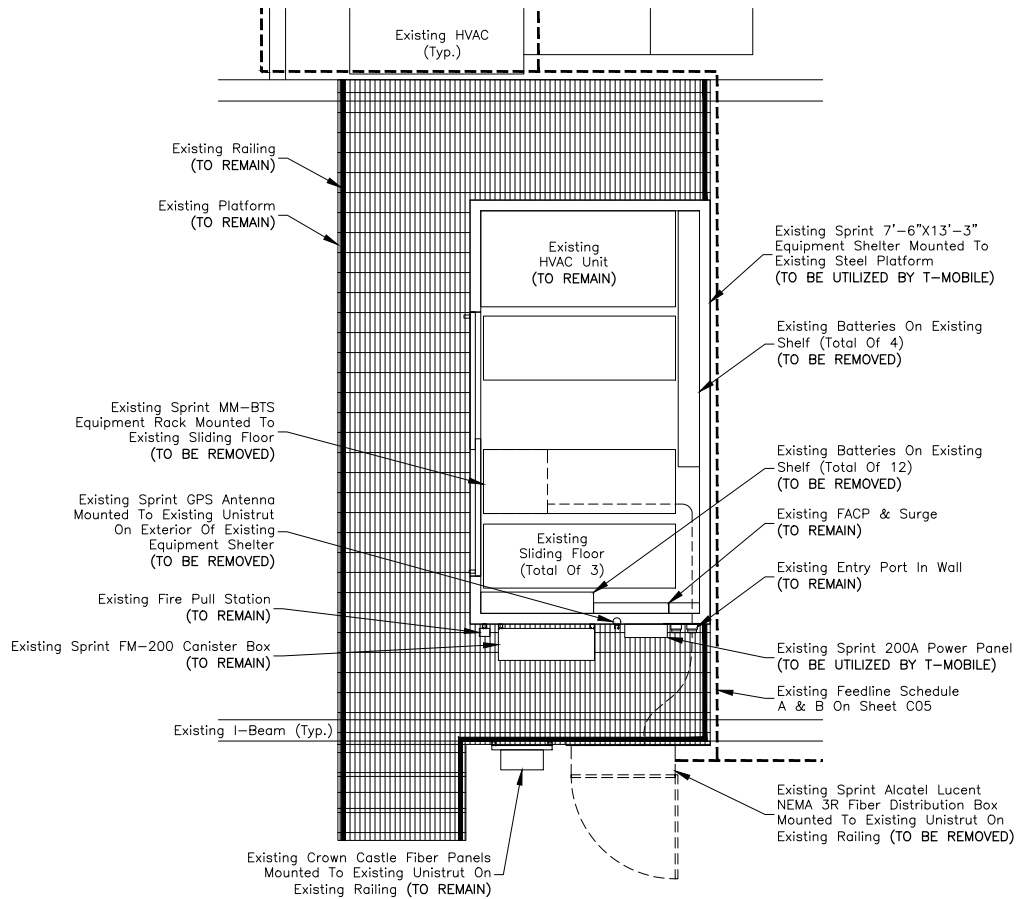 Existing HVAC
(Typ.)
Existing Railing
(TO REMAIN)
Existing Platform
(TO REMAIN)
Existing
HVAC Unit
(TO REMAIN)
Existing Sprint 7'-6"X13'-3"
Equipment Shelter Mounted To
Existing Steel Platform
(TO BE UTILIZED BY T-MOBILE)
Existing Batteries On Existing
Shelf (Total Of 4)
(TO BE REMOVED)
Existing Sprint MM-BTS
Equipment Rack Mounted To
Existing Sliding Floor
(TO BE REMOVED)
Existing Batteries On Existing
Shelf (Total Of 12)
(TO BE REMOVED)
Existing Sprint GPS Antenna
Mounted To Existing Unistrut
On Exterior Of Existing
Equipment Shelter
(TO BE REMOVED)
Existing FACP & Surge
(TO REMAIN)
Existing
Sliding Floor
(Total Of 3)
Existing Entry Port In Wall
(TO REMAIN)
Existing Fire Pull Station
(TO REMAIN)
Existing Sprint FM-200 Canister Box
(TO REMAIN)
Existing Sprint 200A Power Panel
(TO BE UTILIZED BY T-MOBILE)
Existing Feedline Schedule
A & B On Sheet C05
Existing I-Beam (Typ.)
Existing Sprint Alcatel Lucent
NEMA 3R Fiber Distribution Box
Mounted To Existing Unistrut On
Existing Railing (TO BE REMOVED)
Existing Crown Castle Fiber Panels
Mounted To Existing Unistrut On
Existing Railing (TO REMAIN)